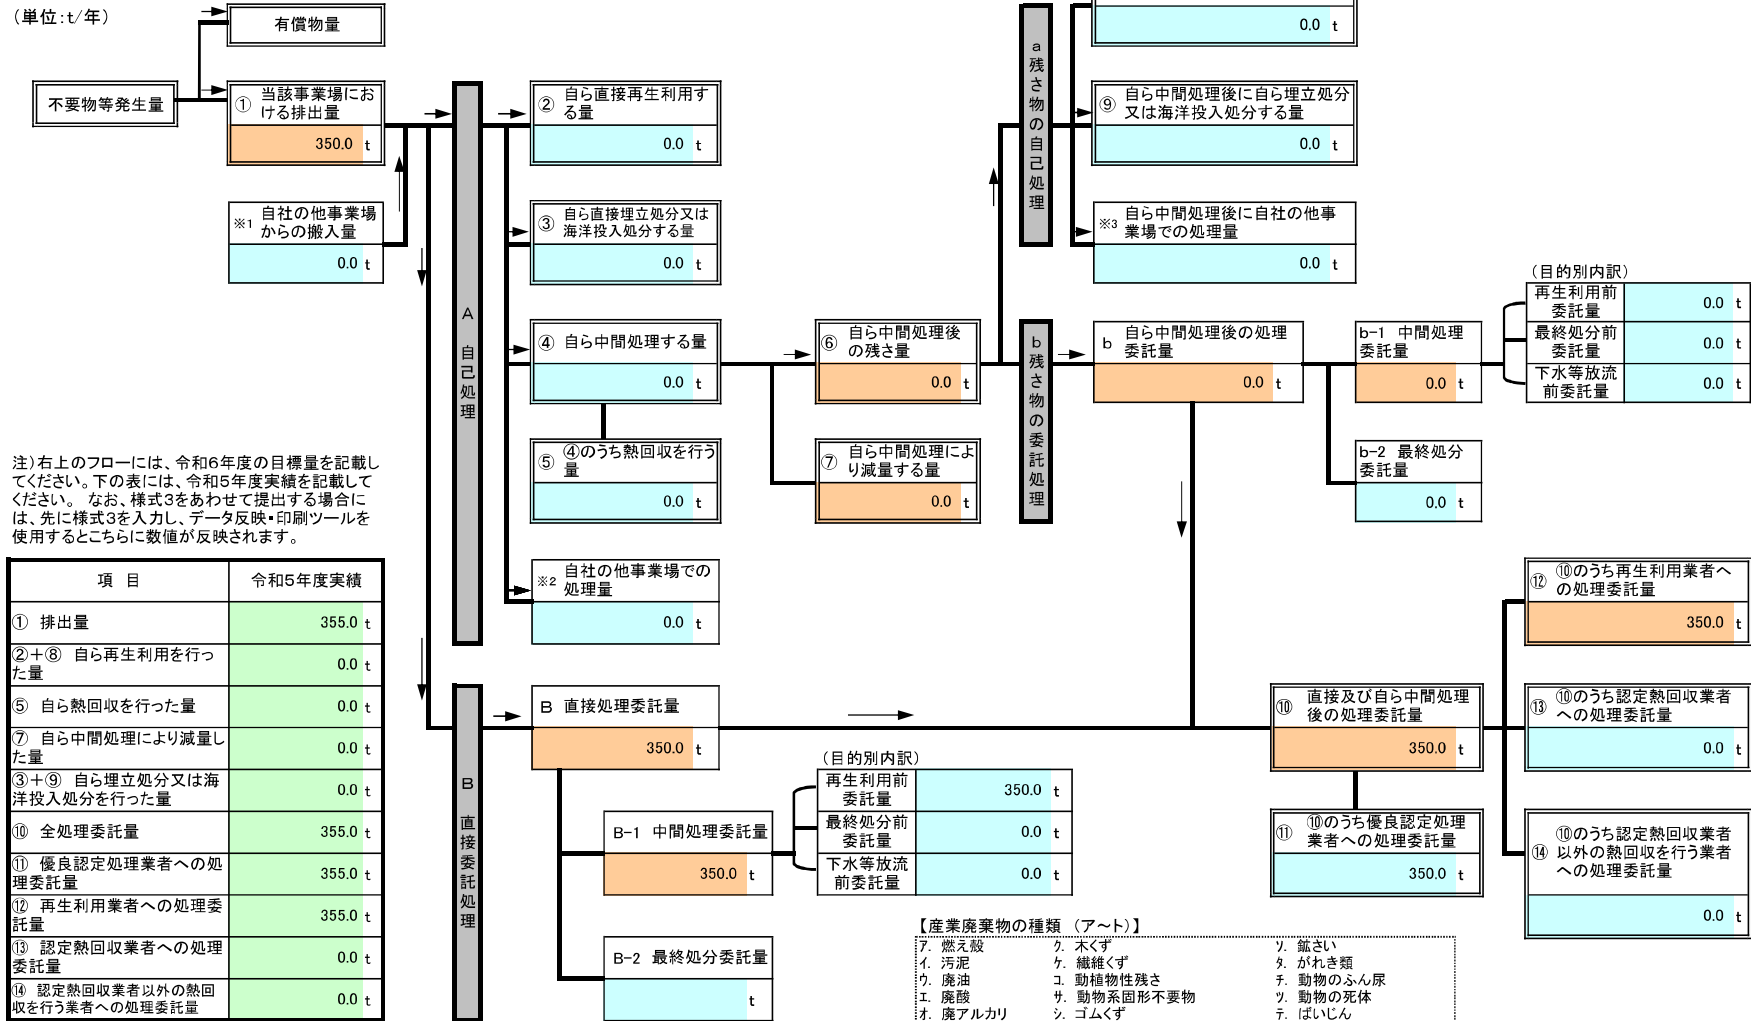 (単位:t/年)
有償物量
不要物等発生量
① 当該事業場にお
ける排出量
350.0 t
※1 自社の他事業場
からの搬入量
0.0 t
A 自己処理
② 自ら直接再生利用す
る量
0.0 t
③ 自ら直接埋立処分又は
海洋投入処分する量
0.0 t
④ 自ら中間処理する量
0.0 t
⑤ ④のうち熱回収を行う
量
0.0 t
※2 自社の他事業場での
処理量
0.0 t
⑥ 自ら中間処理後
の残さ量
0.0 t
⑦ 自ら中間処理によ
り減量する量
0.0 t
a 残さ物の自己処理
0.0 t
⑨ 自ら中間処理後に自ら埋立処分
又は海洋投入処分する量
0.0 t
※3 自ら中間処理後に自社の他事
業場での処理量
0.0 t
b 残さ物の委託処理
b 自ら中間処理後の処理
委託量
0.0 t
b-1 中間処理
委託量
0.0 t
(目的別内訳)
再生利用前
委託量
0.0 t
最終処分前
委託量
0.0 t
下水等放流
前委託量
0.0 t
b-2 最終処分
委託量
0.0 t
注)右上のフローには、令和6年度の目標量を記載し
てください。下の表には、令和5年度実績を記載して
ください。 なお、様式3をあわせて提出する場合に
は、先に様式3を入力し、データ反映・印刷ツールを
使用するとこちらに数値が反映されます。
項 目 令和5年度実績
① 排出量 355.0 t
②+⑧ 自ら再生利用を行っ
た量 0.0 t
⑤ 自ら熱回収を行った量 0.0 t
⑦ 自ら中間処理により減量し
た量 0.0 t
③+⑨ 自ら埋立処分又は海
洋投入処分を行った量 0.0 t
⑩ 全処理委託量 355.0 t
⑪ 優良認定処理業者への処
理委託量 355.0 t
⑫ 再生利用業者への処理委
託量 355.0 t
⑬ 認定熱回収業者への処理
委託量 0.0 t
⑭ 認定熱回収業者以外の熱回
収を行う業者への処理委託量 0.0 t
B 直接委託処理
B 直接処理委託量
350.0 t
B-1 中間処理委託量
350.0 t
(目的別内訳)
再生利用前
委託量
350.0 t
最終処分前
委託量
0.0 t
下水等放流
前委託量
0.0 t
B-2 最終処分委託量
t
⑩ 直接及び自ら中間処理
後の処理委託量
350.0 t
⑪ ⑩のうち優良認定処理
業者への処理委託量
350.0 t
⑫ ⑩のうち再生利用業者へ
の処理委託量
350.0 t
⑬ ⑩のうち認定熱回収業者
への処理委託量
0.0 t
⑭ ⑩のうち認定熱回収業者
以外の熱回収を行う業者
への処理委託量
0.0 t
【産業廃棄物の種類 (ア~ト)】
ア. 燃え殻 ク. 木くず ソ. 鉱さい
イ. 汚泥 ケ. 繊維くず タ. がれき類
ウ. 廃油 コ. 動植物性残さ チ. 動物のふん尿
エ. 廃酸 サ. 動物系固形不要物 ツ. 動物の死体
オ. 廃アルカリ シ. ゴムくず テ. ばいじん